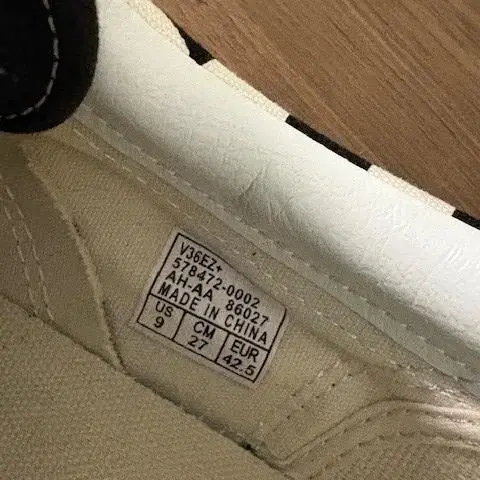 V36EZ+
578472-0002
AH-AA 86027
MADE IN CHINA
US CM EUR
9 27 42.5